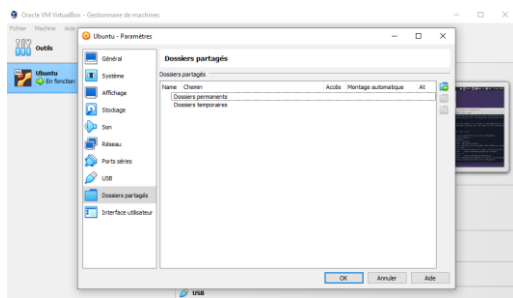 Oracle VM VirtualBox - Gestionnaire de machines
Fichier Machine Aide
Outils
Ubuntu
En fonction
Ubuntu - Paramètres
Général
Système
Affichage
Stockage
Son
Réseau
Ports séries
USB
Dossiers partagés
Interface utilisateur
Dossiers partagés
Dossiers partagés
Name Chemin Accès Montage automatique At
Dossiers permanents
Dossiers temporaires
OK Annuler Aide
USB